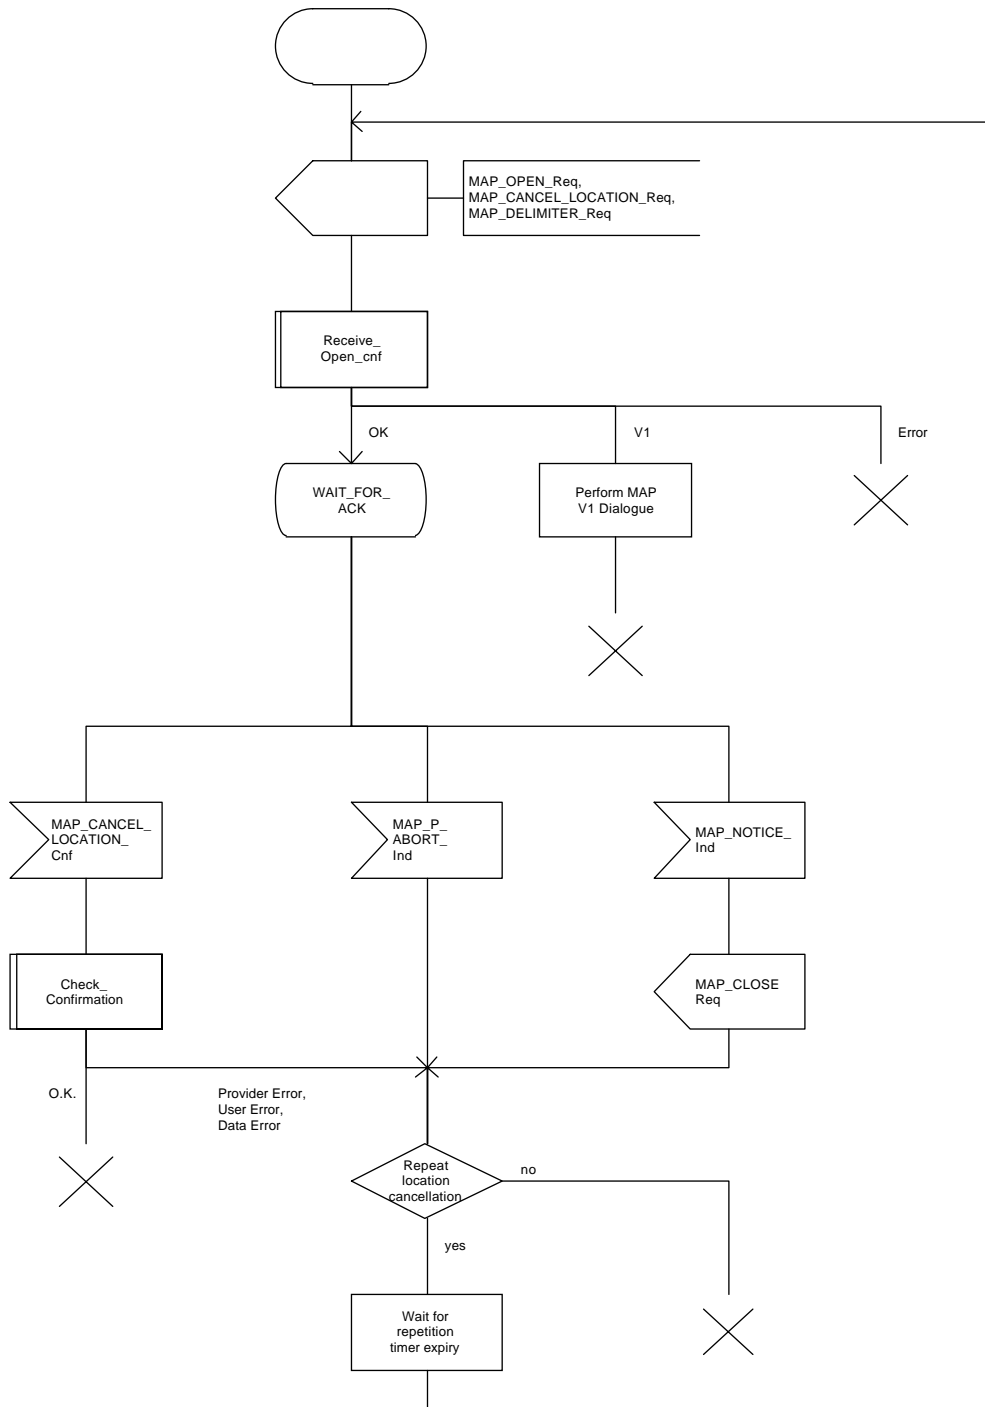 MAP_OPEN_Req,
MAP_CANCEL_LOCATION_Req,
MAP_DELIMITER_Req
Receive_
Open_cnf
OK
V1
Error
WAIT_FOR_
ACK
Perform MAP
V1 Dialogue
MAP_CANCEL_
LOCATION_
Cnf
MAP_P_
ABORT_
Ind
MAP_NOTICE_
Ind
Check_
Confirmation
MAP_CLOSE
Req
O.K.
Provider Error,
User Error,
Data Error
Repeat
location
cancellation
no
yes
Wait for
repetition
timer expiry